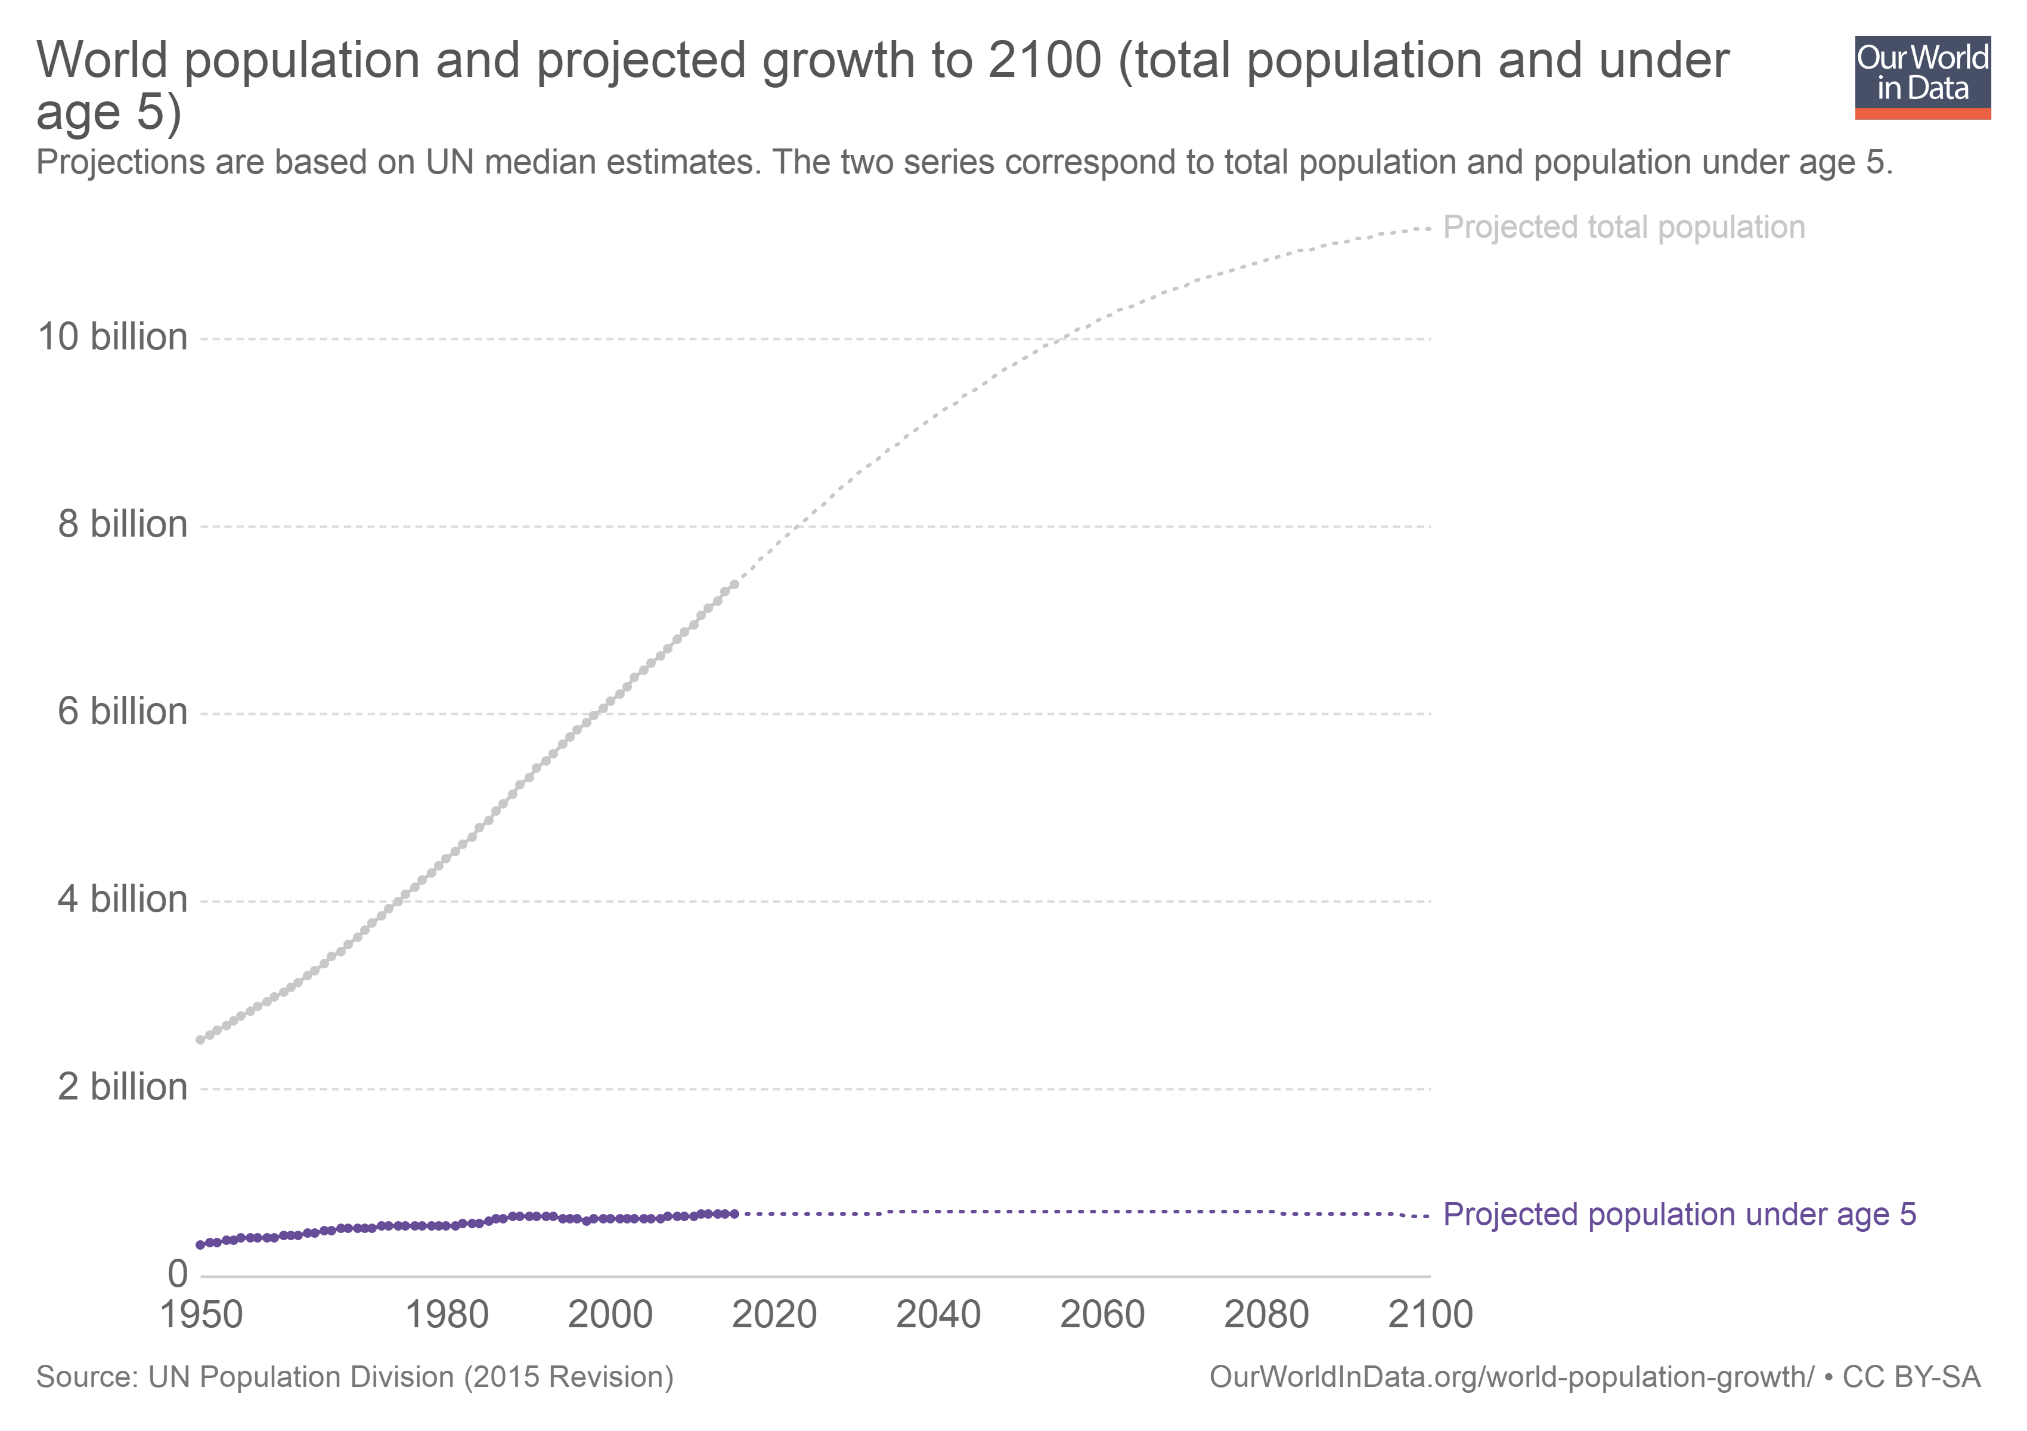 World population and projected growth to 2100 (total population and under
age 5)
Our World
in Data
Projections are based on UN median estimates. The two series correspond to total population and population under age 5.
Projected total population
10 billion
8 billion
6 billion
4 billion
2 billion
Projected population under age 5
0
1950 1980 2000 2020 2040 2060 2080 2100
Source: UN Population Division (2015 Revision)
OurWorldInData.org/world-population-growth/ • CC BY-SA